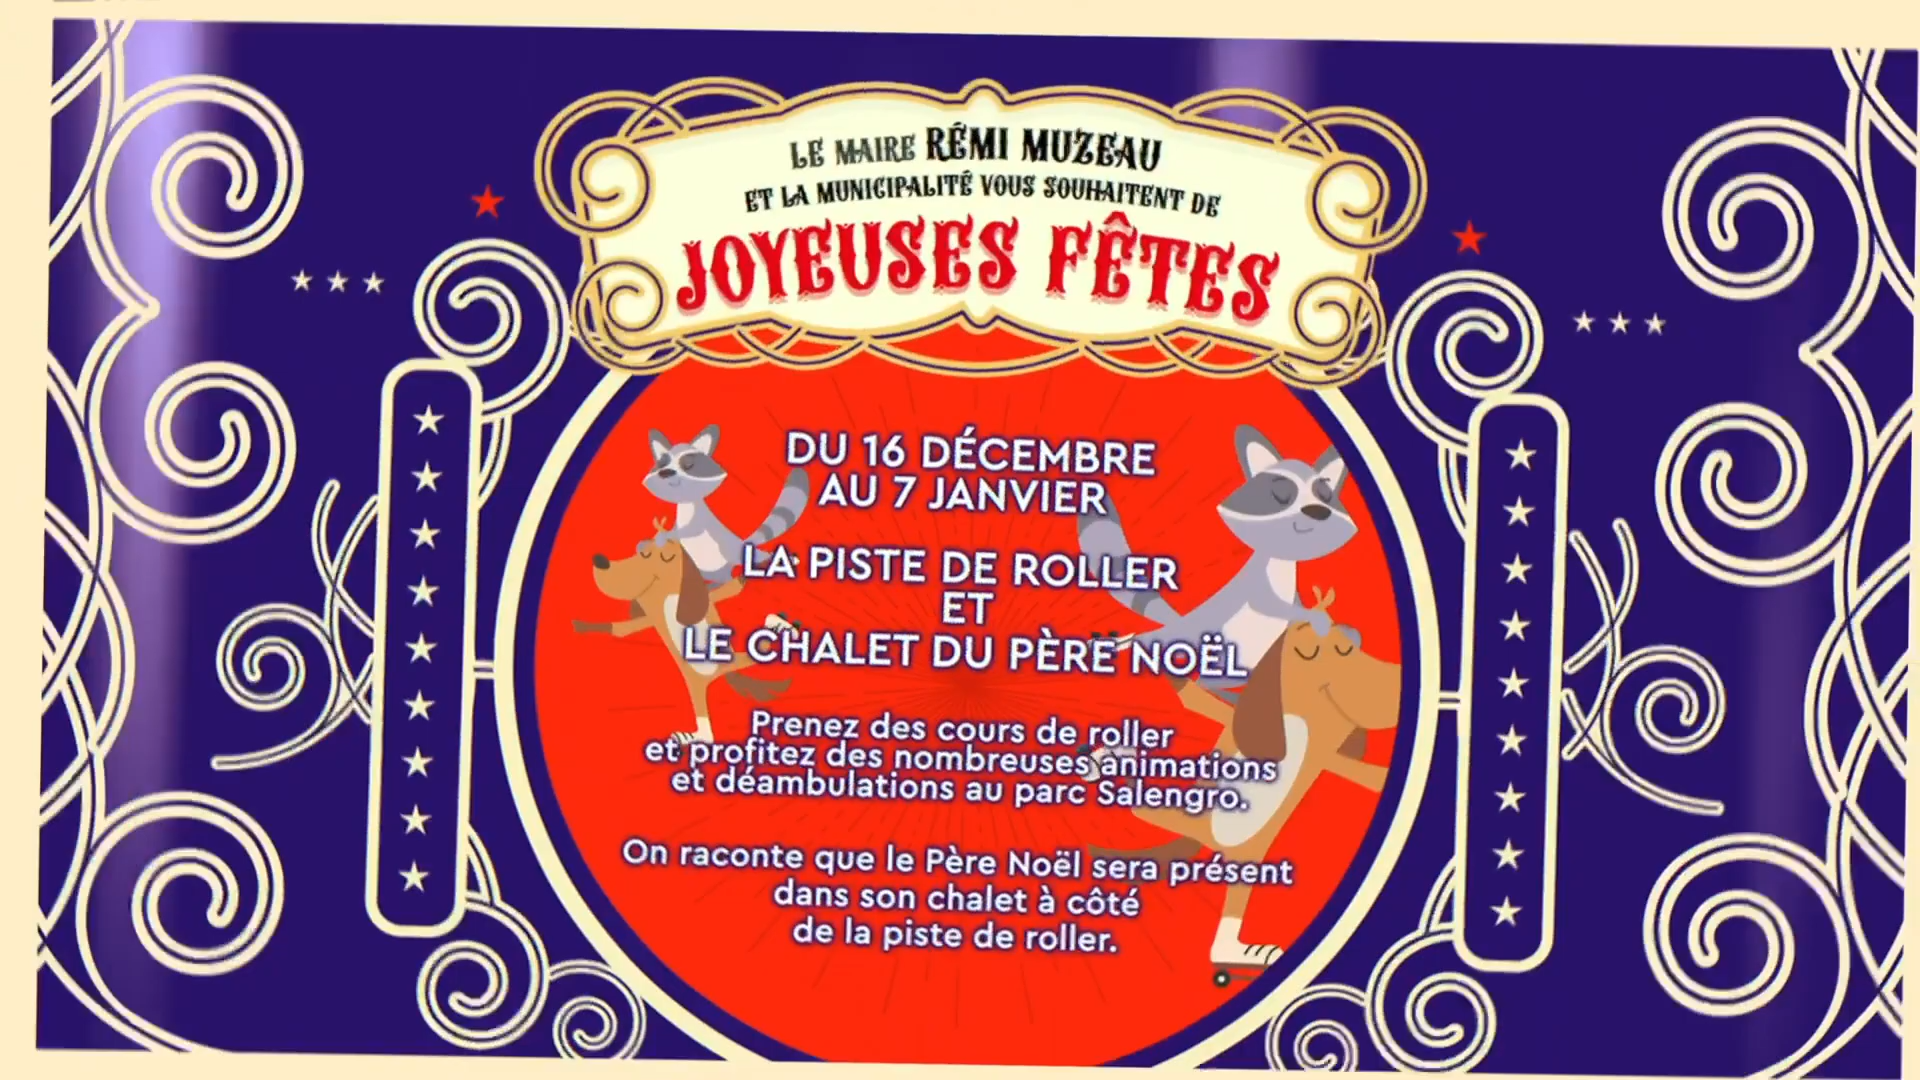 LE MAIRE RÉMI MUZEAU
ET LA MUNICIPALITÉ VOUS SOUHAITENT DE
JOYEUSES FÊTES
DU 16 DÉCEMBRE
AU 7 JANVIER
LA PISTE DE ROLLER
ET
LE CHALET DU PÈRE NOËL
Prenez des cours de roller
et profitez des nombreuses animations
et déambulations au parc Salengro.
On raconte que le Père Noël sera présent
dans son chalet à côté
de la piste de roller.